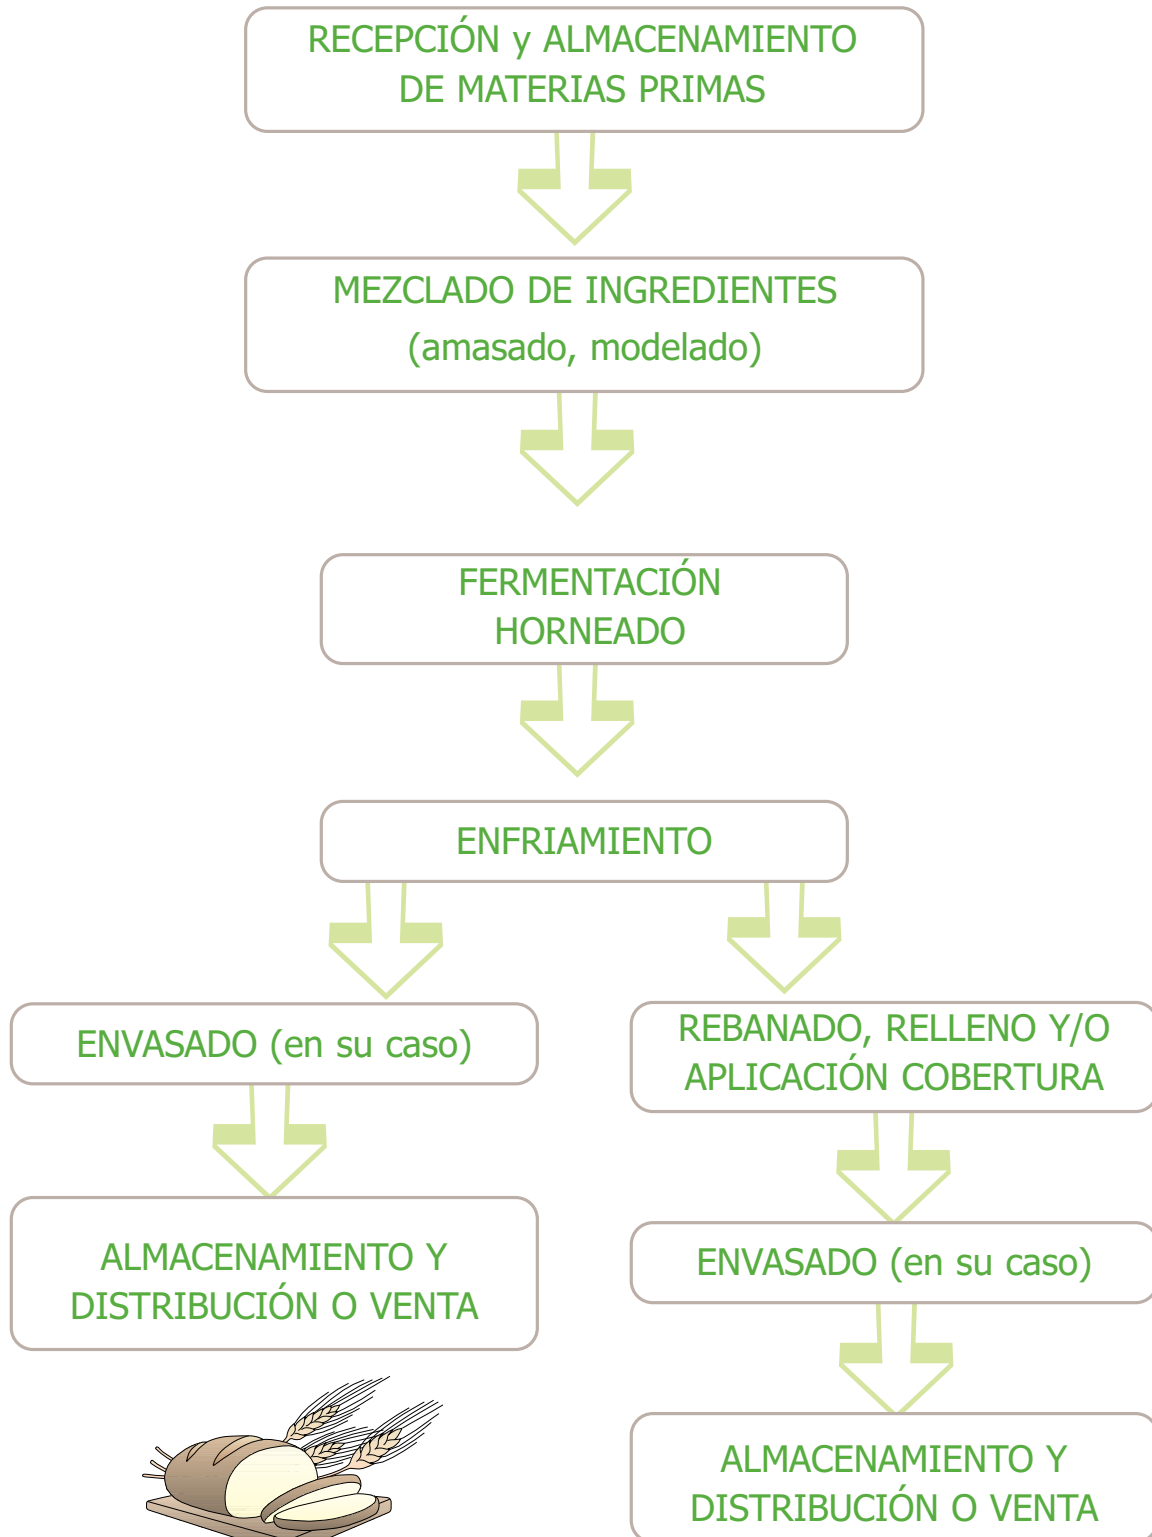 RECEPCIÓN y ALMACENAMIENTO
DE MATERIAS PRIMAS
MEZCLADO DE INGREDIENTES
(amasado, modelado)
FERMENTACIÓN
HORNEADO
ENFRIAMIENTO
ENVASADO (en su caso)
ALMACENAMIENTO Y
DISTRIBUCIÓN O VENTA
REBANADO, RELLENO Y/O
APLICACIÓN COBERTURA
ENVASADO (en su caso)
ALMACENAMIENTO Y
DISTRIBUCIÓN O VENTA